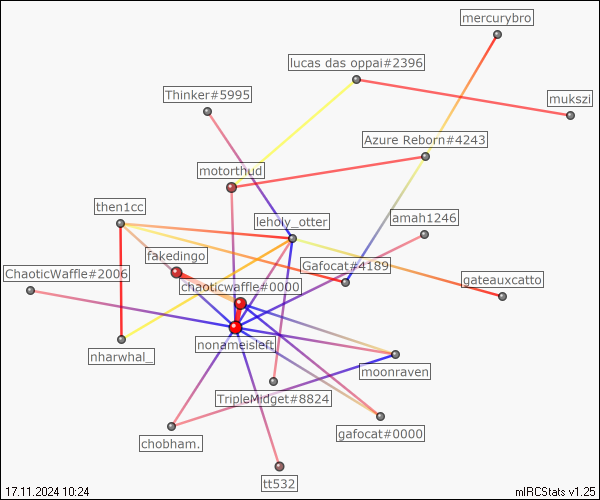 mercurybro
lucas das oppai#2396
Thinker#5995
mukszi
Azure Reborn#4243
motorthud
then1cc
leholy_otter
amah1246
fakedingo
Gafocat#4189
ChaoticWaffle#2006
chaoticwaffle#0000
gateauxcatto
nonameisleft
nharwhal_
moonraven
TripleMidget#8824
gafocat#0000
chobham.
tt532
17.11.2024 10:24
mIRCStats v1.25